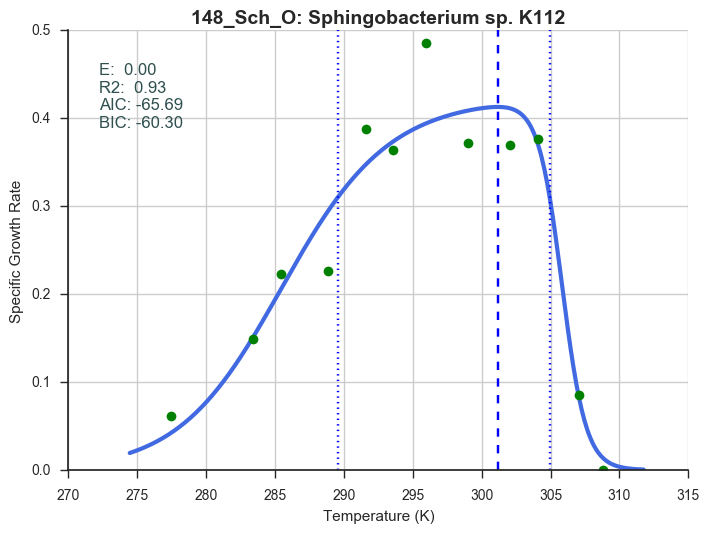 148_Sch_O: Sphingobacterium sp. K112
E:  0.00
R2:  0.93
AIC: -65.69
BIC: -60.30
Specific Growth Rate
0.5
0.4
0.3
0.2
0.1
0.0
270 275 280 285 290 295 300 305 310 315
Temperature (K)